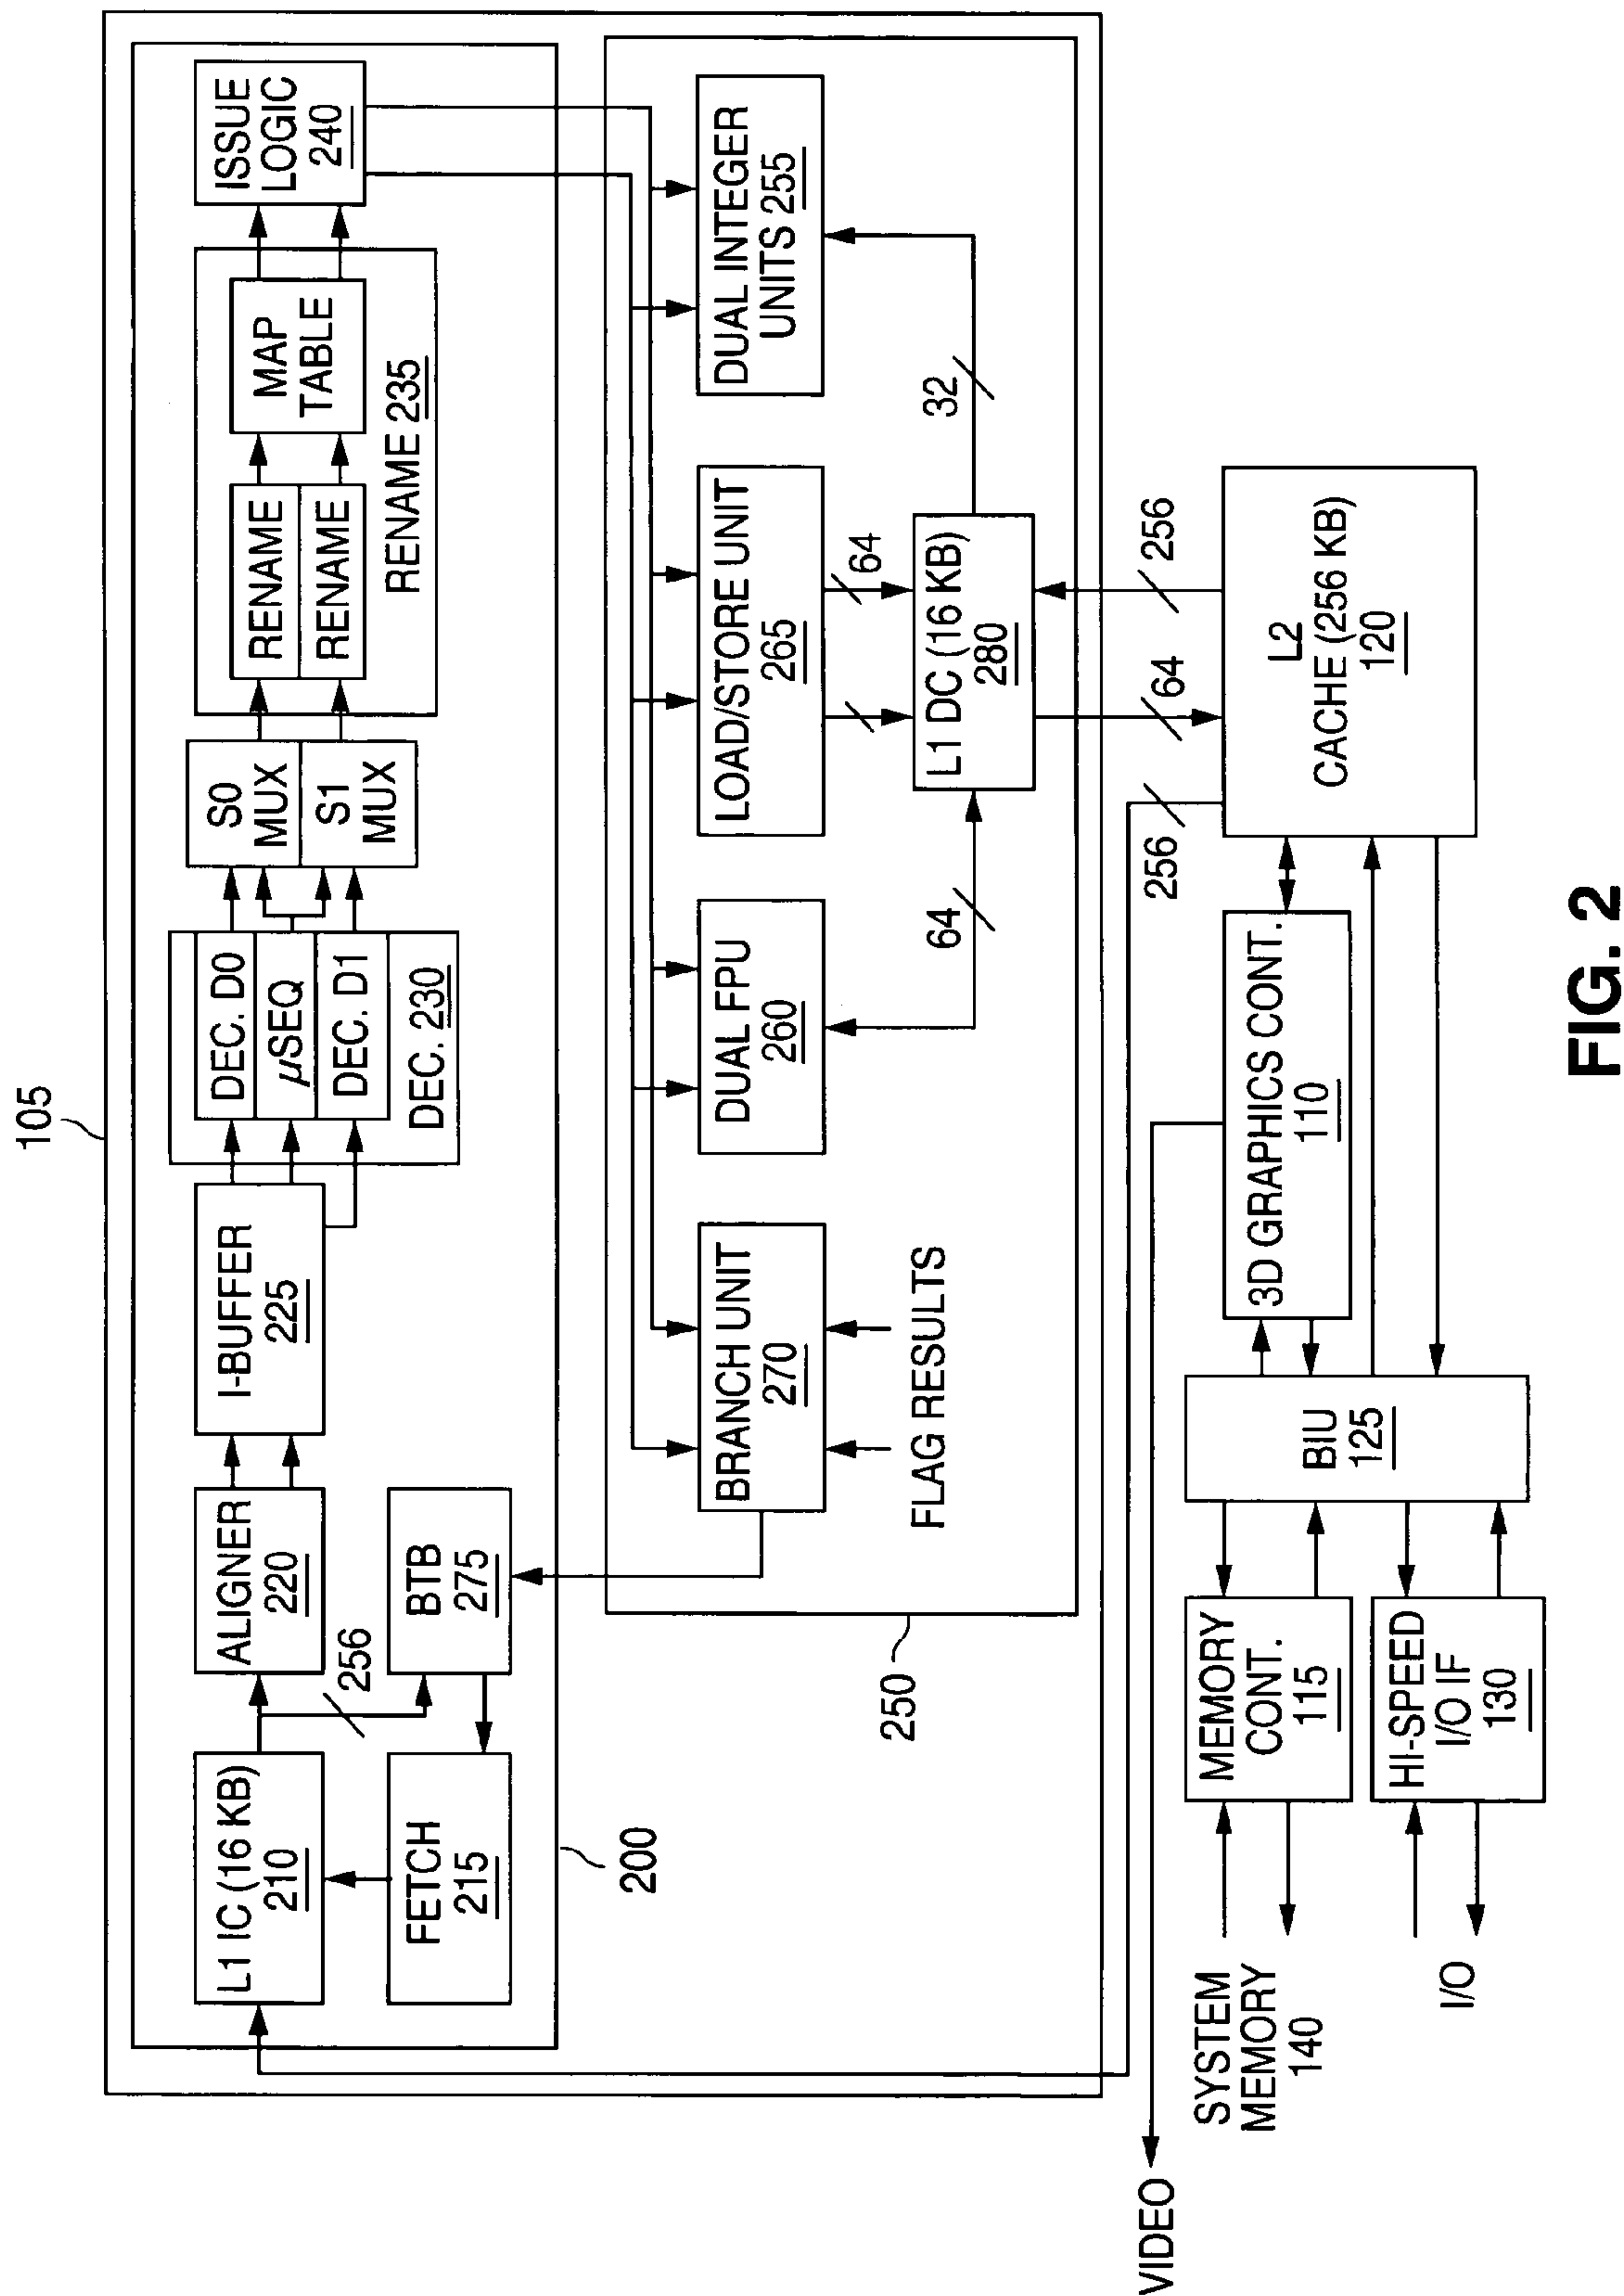 105
L1 IC (16 KB)
210
FETCH
215
256
ALIGNER
220
BTB
275
I-BUFFER
225
DEC. D0
µSEQ
DEC. D1
DEC. 230
S0
MUX
S1
MUX
RENAME
RENAME
MAP
TABLE
RENAME 235
ISSUE
LOGIC
240
200
250
BRANCH UNIT
270
FLAG RESULTS
DUAL FPU
260
LOAD/STORE UNIT
265
DUAL INTEGER
UNITS 255
64
64
32
L1 DC (16 KB)
280
256
64
256
VIDEO
SYSTEM
MEMORY
140
MEMORY
CONT.
115
I/O
HI-SPEED
I/O IF
130
BIU
125
3D GRAPHICS CONT.
110
L2
CACHE (256 KB)
120
FIG. 2